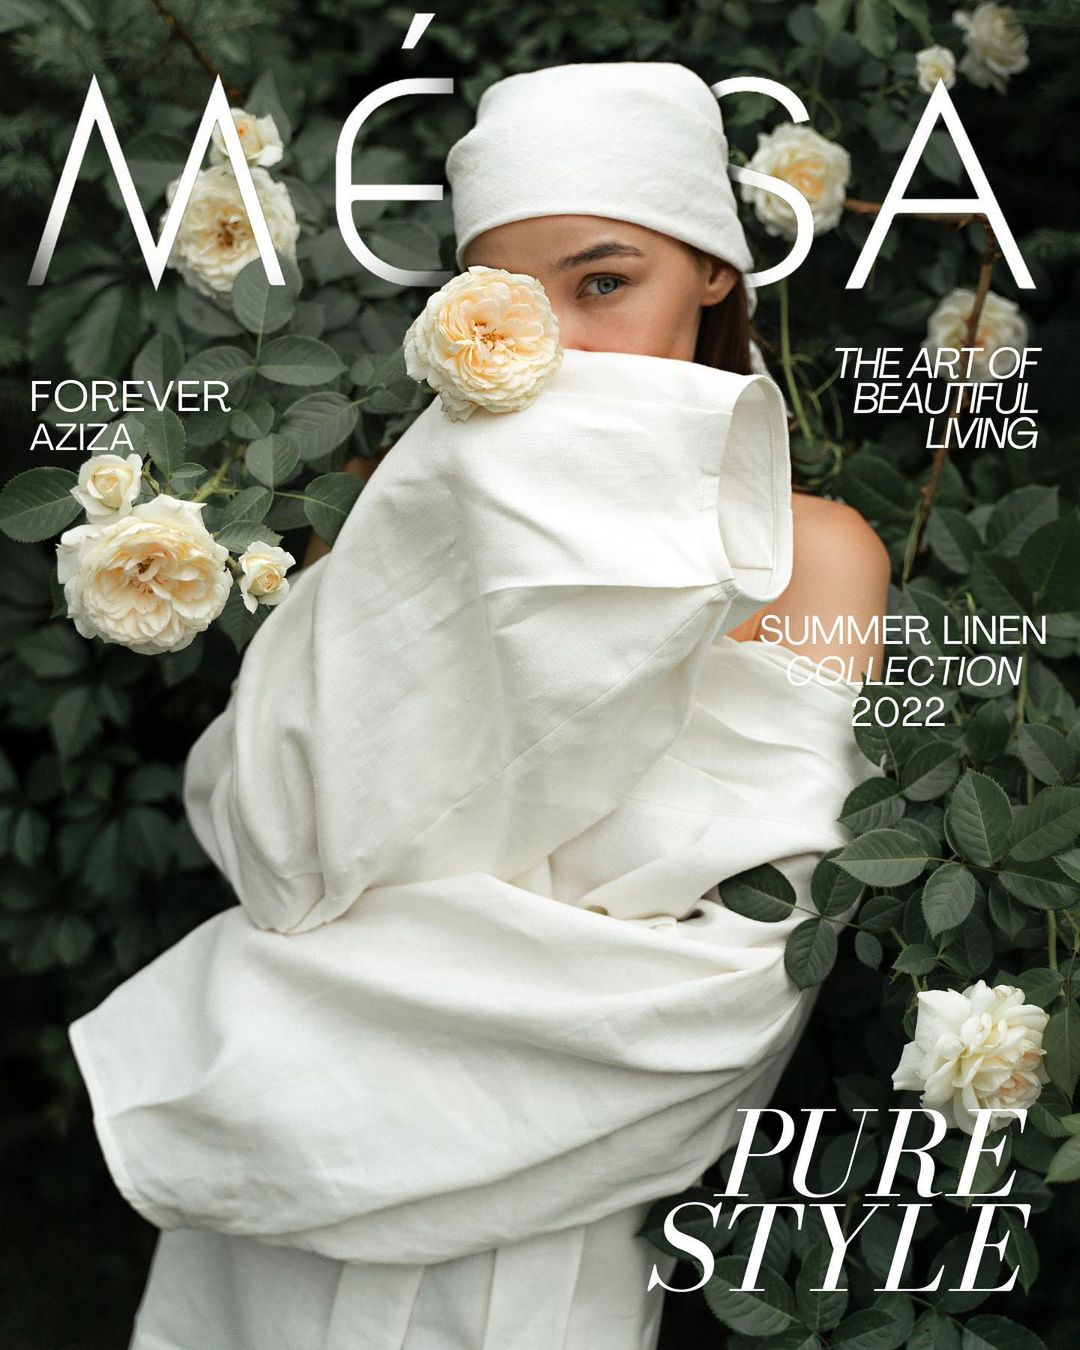 MÉSA
FOREVER
AZIZA
THE ART OF
BEAUTIFUL
LIVING
SUMMER LINEN
COLLECTION
2022
PURE
STYLE